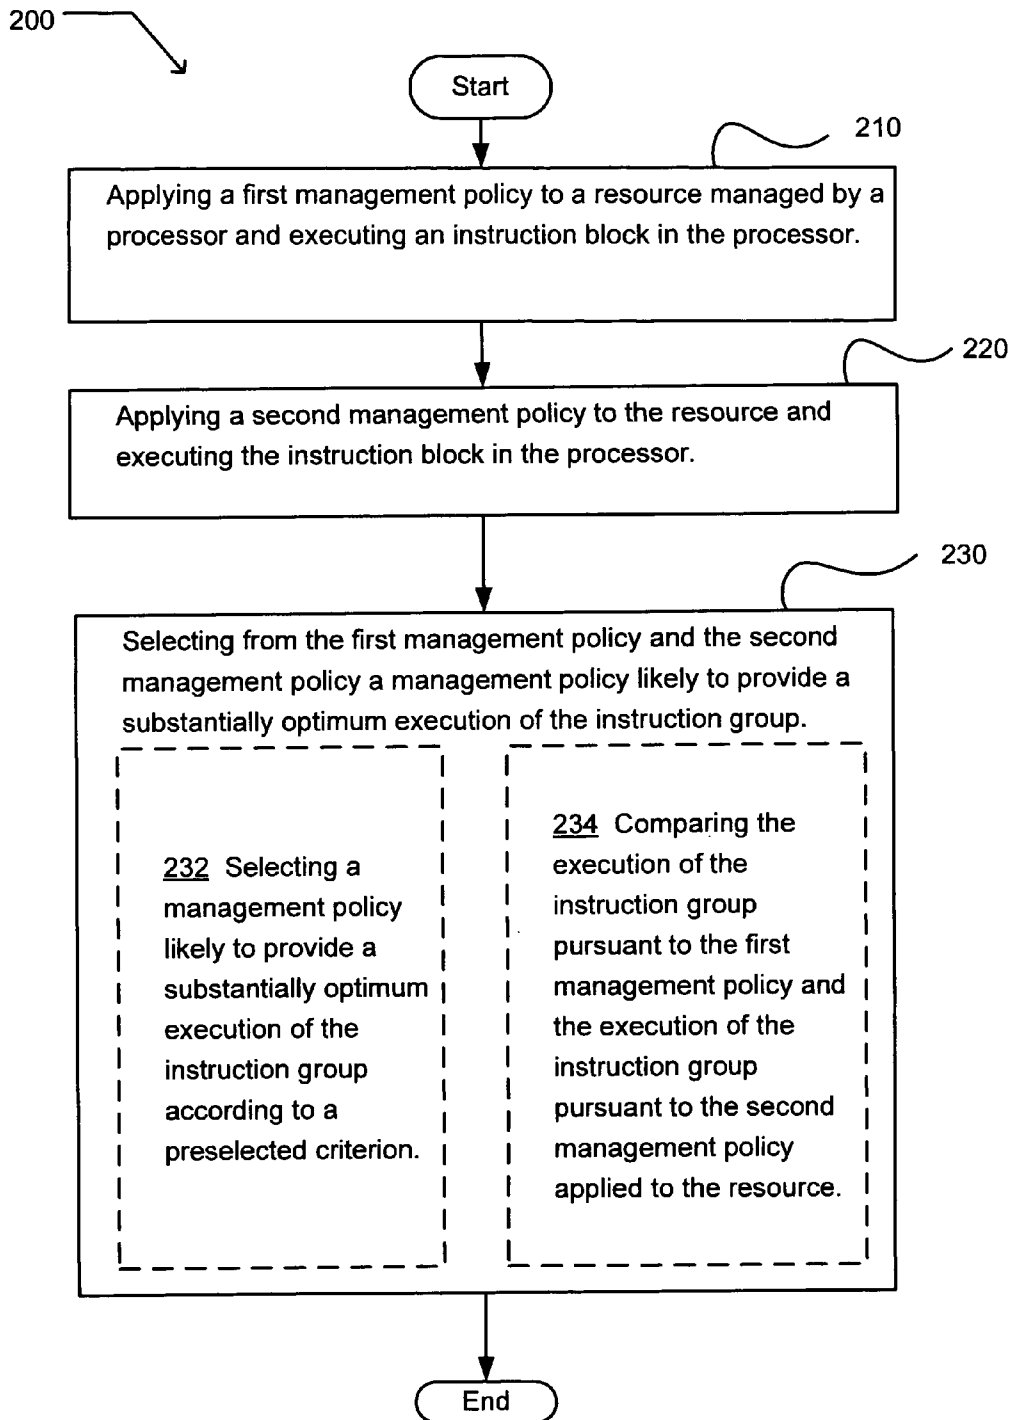 200
Start
210
Applying a first management policy to a resource managed by a
processor and executing an instruction block in the processor.
220
Applying a second management policy to the resource and
executing the instruction block in the processor.
230
Selecting from the first management policy and the second
management policy a management policy likely to provide a
substantially optimum execution of the instruction group.
232 Selecting a
management policy
likely to provide a
substantially optimum
execution of the
instruction group
according to a
preselected criterion.
234 Comparing the
execution of the
instruction group
pursuant to the first
management policy and
the execution of the
instruction group
pursuant to the second
management policy
applied to the resource.
End